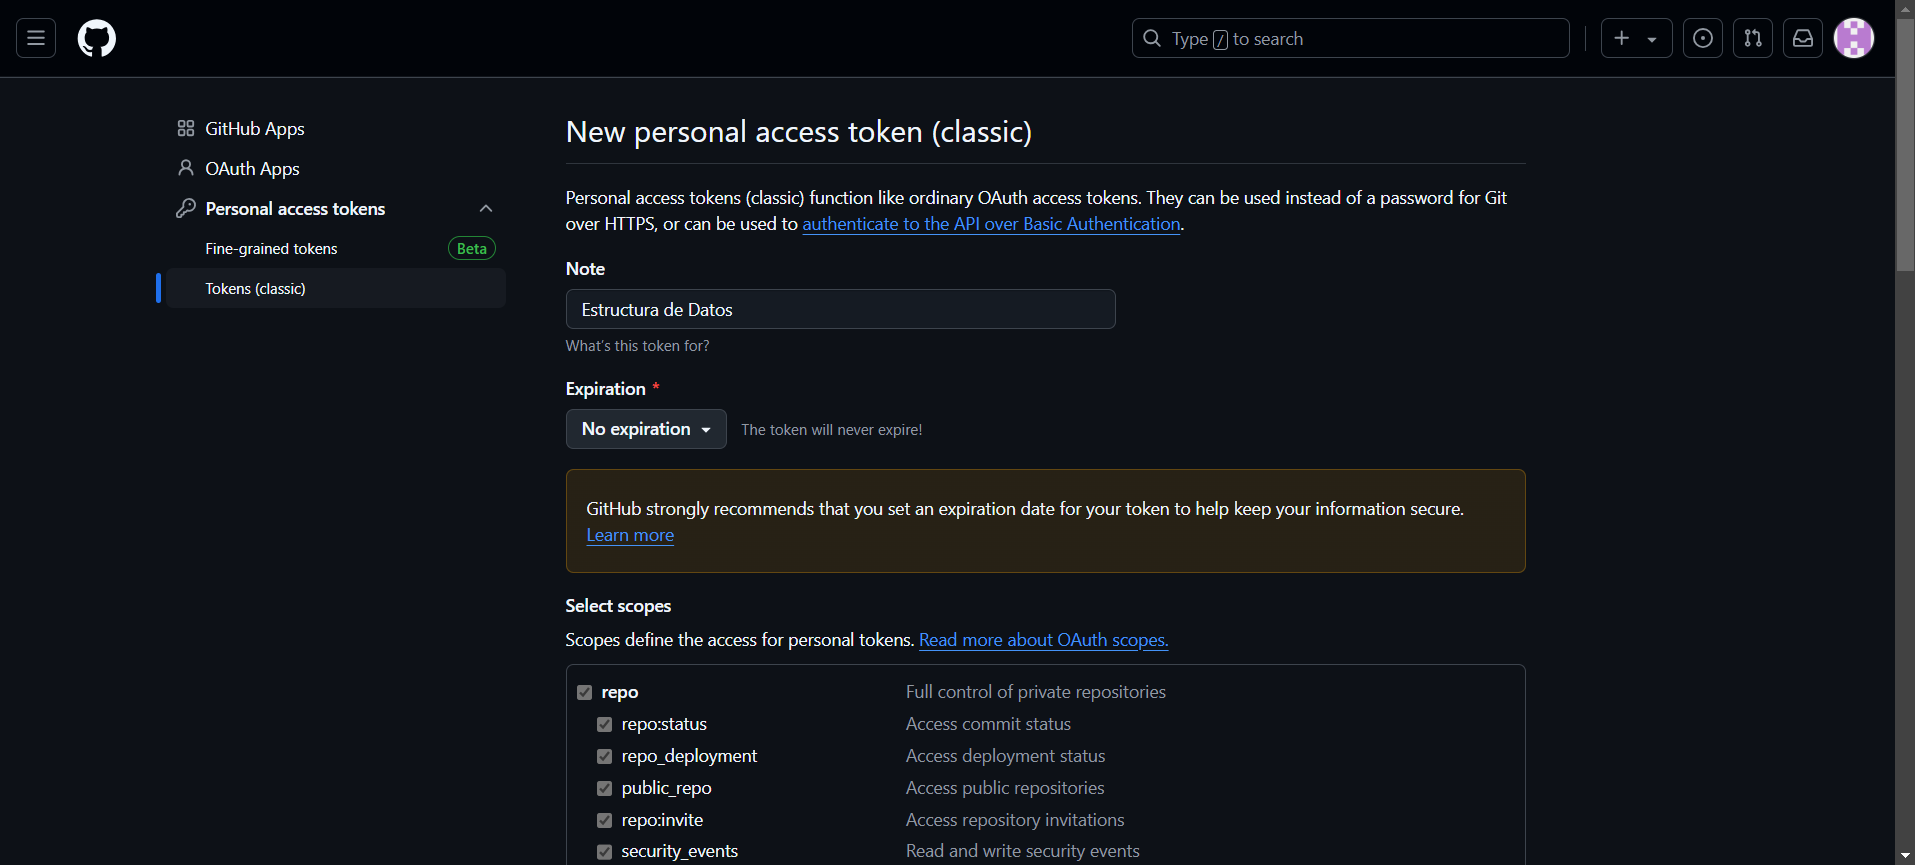 Type / to search
GitHub Apps
OAuth Apps
Personal access tokens
Fine-grained tokens Beta
Tokens (classic)
New personal access token (classic)
Personal access tokens (classic) function like ordinary OAuth access tokens. They can be used instead of a password for Git
over HTTPS, or can be used to authenticate to the API over Basic Authentication.
Note
Estructura de Datos
What's this token for?
Expiration *
No expiration The token will never expire!
GitHub strongly recommends that you set an expiration date for your token to help keep your information secure.
Learn more
Select scopes
Scopes define the access for personal tokens. Read more about OAuth scopes.
repo Full control of private repositories
repo:status Access commit status
repo_deployment Access deployment status
public_repo Access public repositories
repo:invite Access repository invitations
security_events Read and write security events